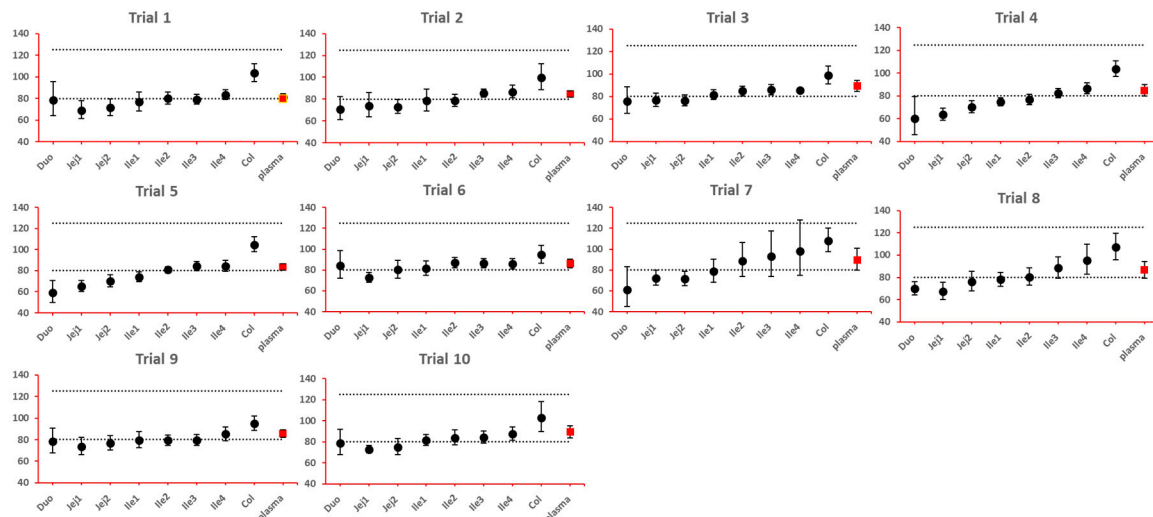 Trial 1
140
120
100
80
60
40
Duo
Jej1
Jej2
Ile1
Ile2
Ile3
Ile4
Col
plasma
Trial 2
140
120
100
80
60
40
Duo
Jej1
Jej2
Ile1
Ile2
Ile3
Ile4
Col
plasma
Trial 3
140
120
100
80
60
40
Duo
Jej1
Jej2
Ile1
Ile2
Ile3
Ile4
Col
plasma
Trial 4
140
120
100
80
60
40
Duo
Jej1
Jej2
Ile1
Ile2
Ile3
Ile4
Col
plasma
Trial 5
140
120
100
80
60
40
Duo
Jej1
Jej2
Ile1
Ile2
Ile3
Ile4
Col
plasma
Trial 6
140
120
100
80
60
40
Duo
Jej1
Jej2
Ile1
Ile2
Ile3
Ile4
Col
plasma
Trial 7
140
120
100
80
60
40
Duo
Jej1
Jej2
Ile1
Ile2
Ile3
Ile4
Col
plasma
Trial 8
140
120
100
80
60
40
Duo
Jej1
Jej2
Ile1
Ile2
Ile3
Ile4
Col
plasma
Trial 9
140
120
100
80
60
40
Duo
Jej1
Jej2
Ile1
Ile2
Ile3
Ile4
Col
plasma
Trial 10
140
120
100
80
60
40
Duo
Jej1
Jej2
Ile1
Ile2
Ile3
Ile4
Col
plasma